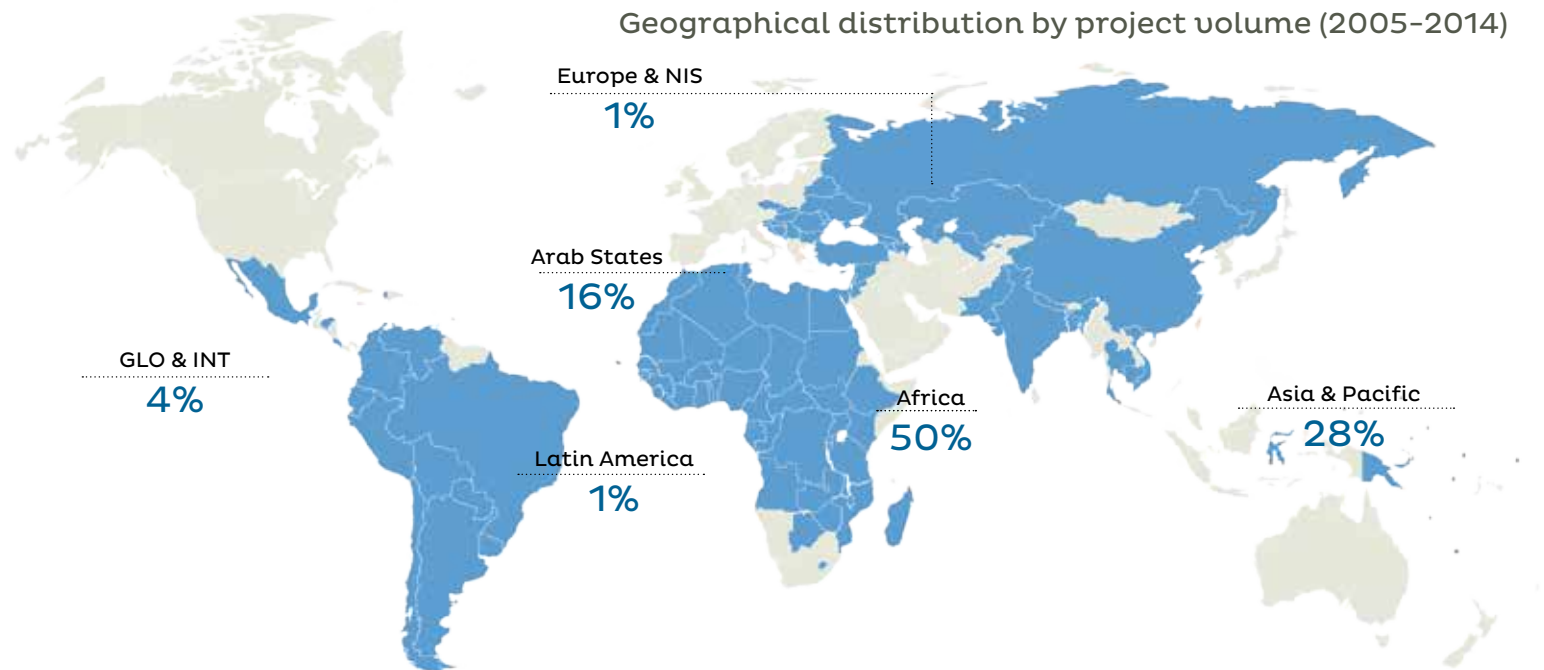 Geographical distribution by project volume (2005–2014)
Europe & NIS
1%
Arab States
16%
GLO & INT
4%
Africa
50%
Asia & Pacific
28%
Latin America
1%